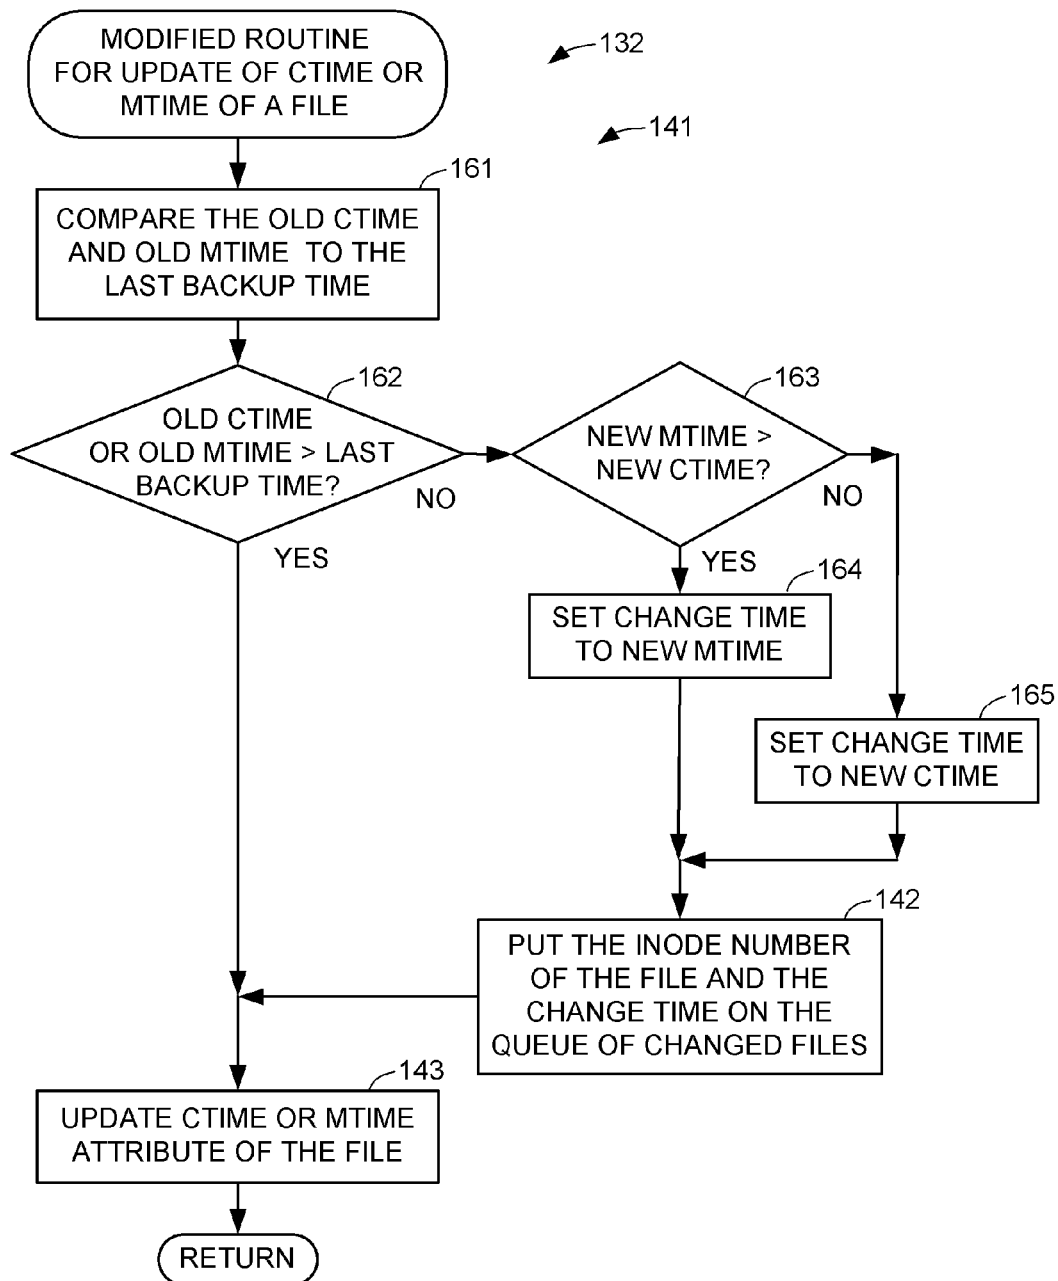 MODIFIED ROUTINE
FOR UPDATE OF CTIME OR
MTIME OF A FILE
132
141
161
COMPARE THE OLD CTIME
AND OLD MTIME TO THE
LAST BACKUP TIME
162
OLD CTIME
OR OLD MTIME > LAST
BACKUP TIME?
NO
YES
163
NEW MTIME >
NEW CTIME?
NO
YES
164
SET CHANGE TIME
TO NEW MTIME
165
SET CHANGE TIME
TO NEW CTIME
142
PUT THE INODE NUMBER
OF THE FILE AND THE
CHANGE TIME ON THE
QUEUE OF CHANGED FILES
143
UPDATE CTIME OR MTIME
ATTRIBUTE OF THE FILE
RETURN